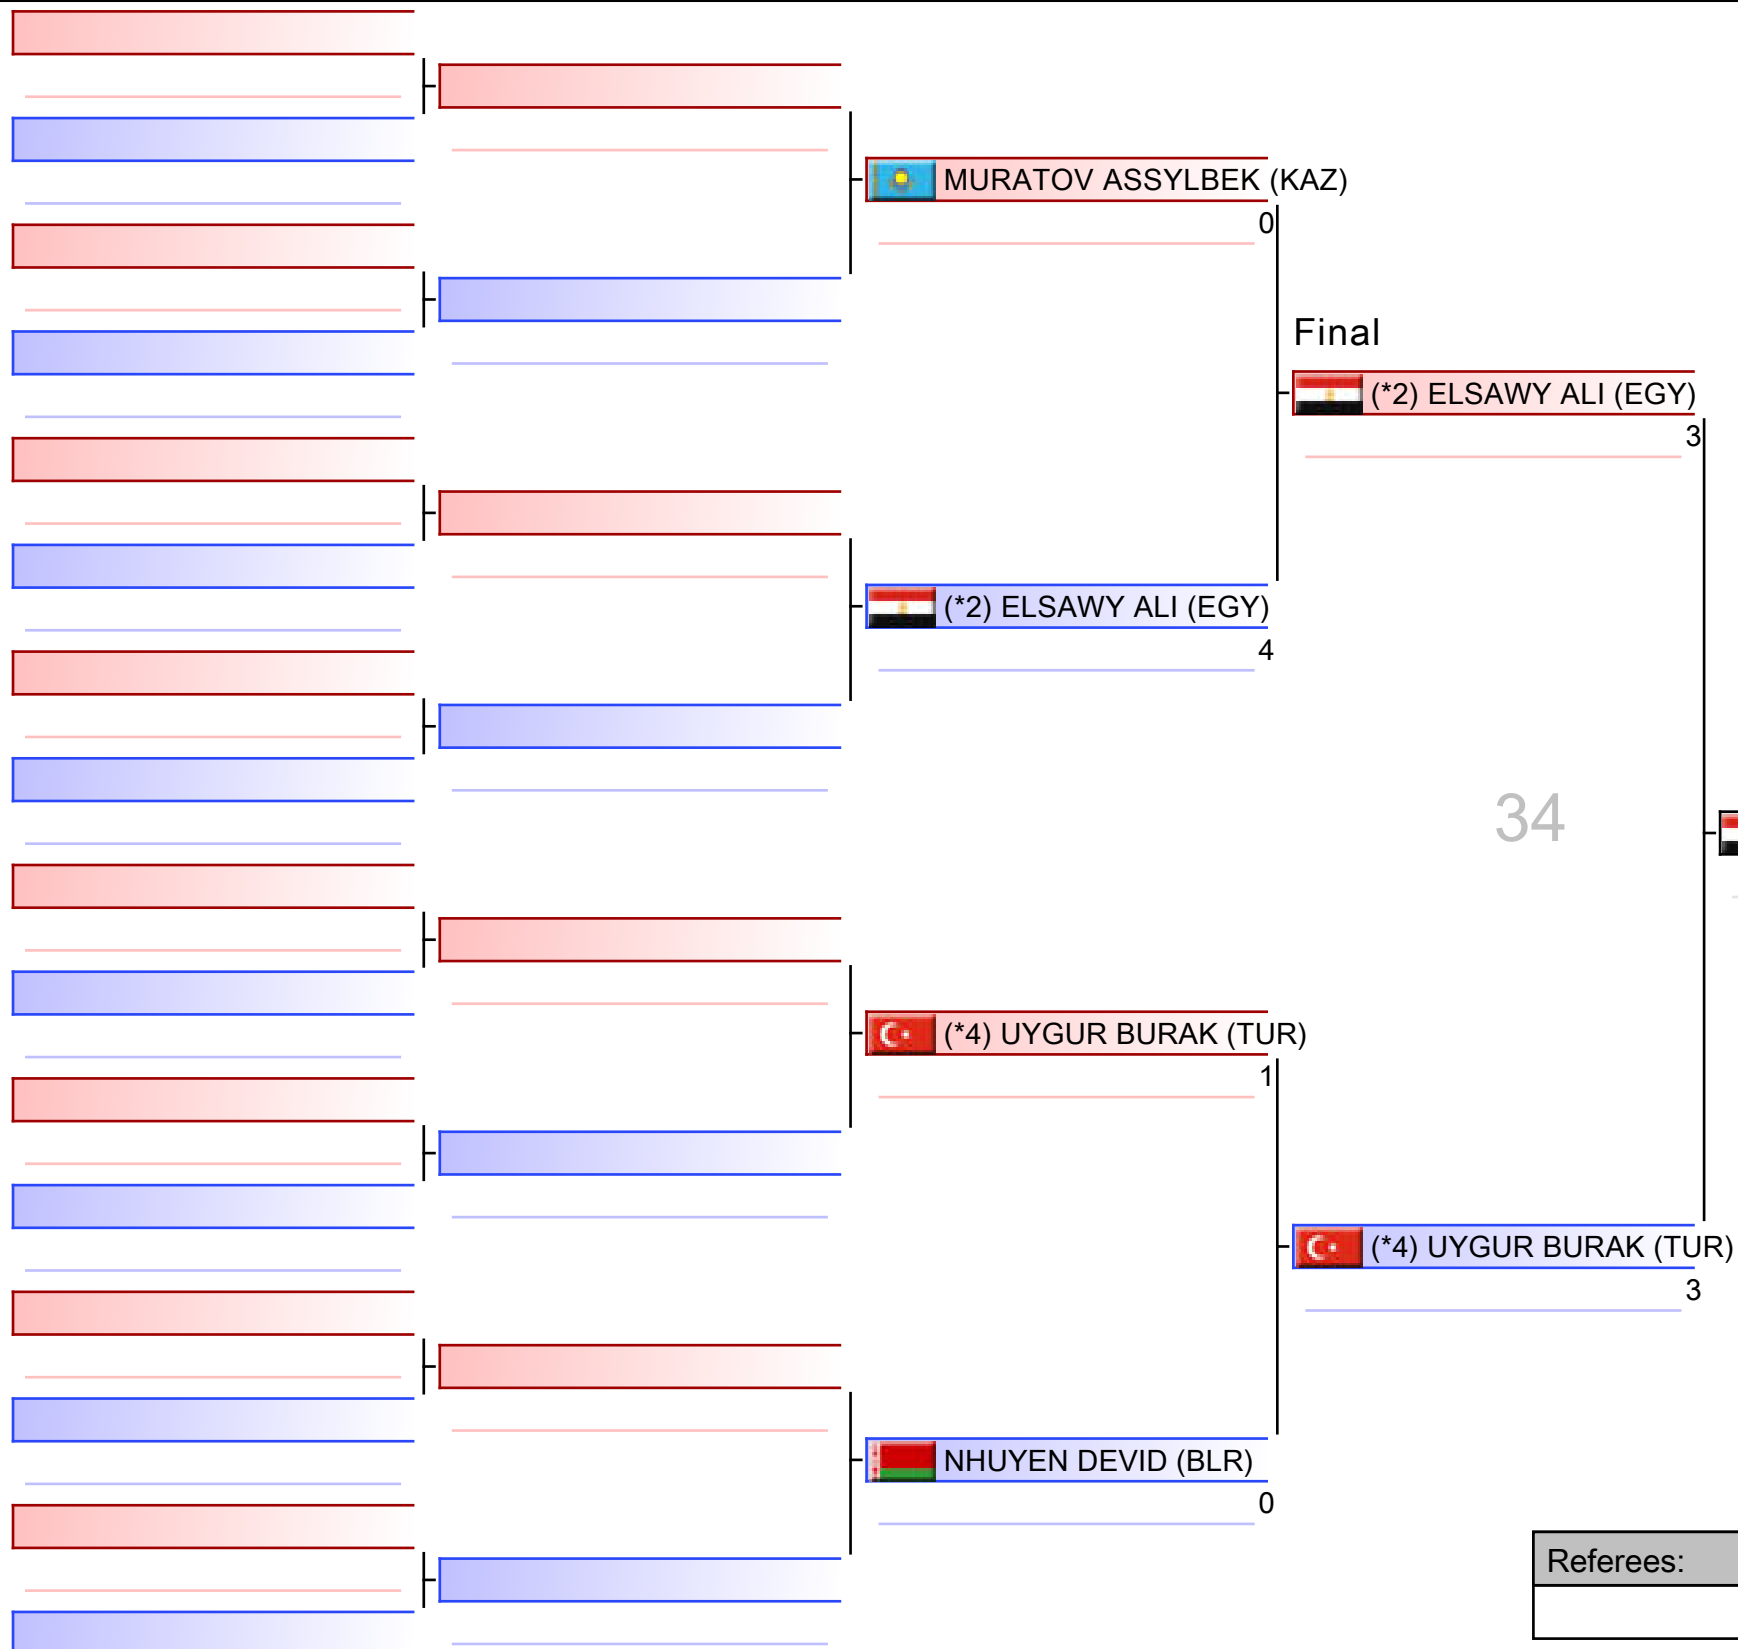 MURATOV ASSYLBEK (KAZ)
0
Final
(*2) ELSAWY ALI (EGY)
3
(*2) ELSAWY ALI (EGY)
4
34
(*4) UYGUR BURAK (TUR)
1
(*4) UYGUR BURAK (TUR)
3
NHUYEN DEVID (BLR)
0
Referees: